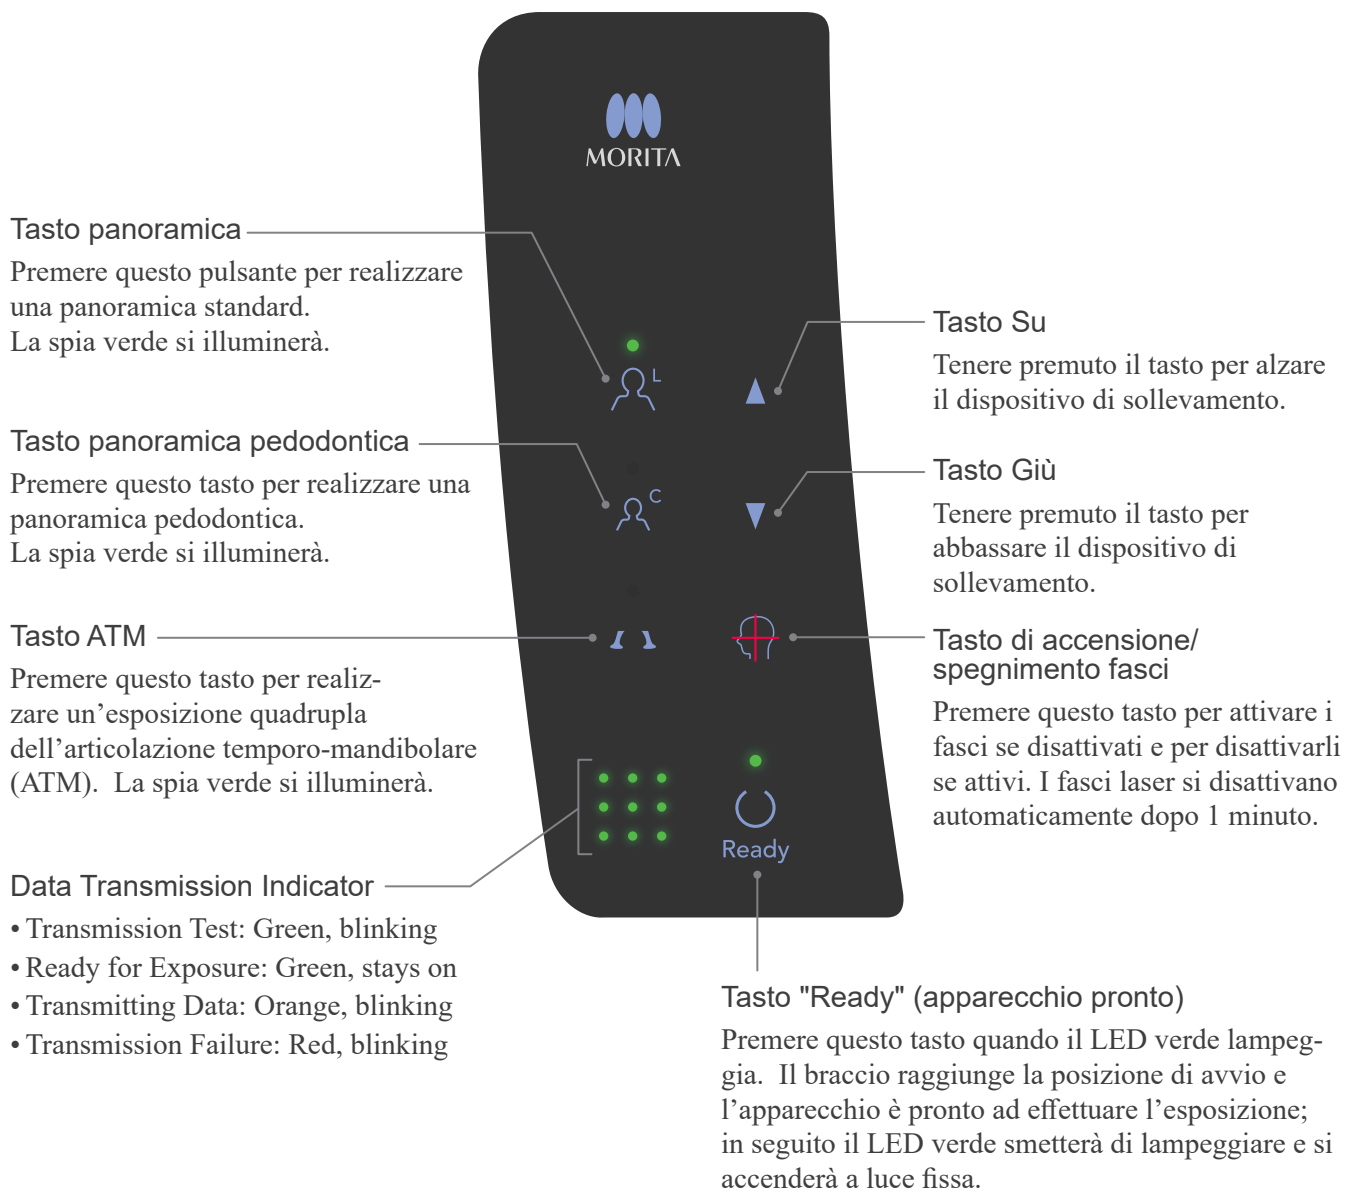 MORITA
Tasto panoramica
Premere questo pulsante per realizzare
una panoramica standard.
La spia verde si illuminerà.
L
Tasto panoramica pedodontica
Premere questo tasto per realizzare una
panoramica pedodontica.
La spia verde si illuminerà.
C
Tasto ATM
Premere questo tasto per realiz-
zare un’esposizione quadrupla
dell’articolazione temporo-mandibolare
(ATM).  La spia verde si illuminerà.
Data Transmission Indicator
• Transmission Test: Green, blinking
• Ready for Exposure: Green, stays on
• Transmitting Data: Orange, blinking
• Transmission Failure: Red, blinking
Tasto Su
Tenere premuto il tasto per alzare
il dispositivo di sollevamento.
Tasto Giù
Tenere premuto il tasto per
abbassare il dispositivo di
sollevamento.
Tasto di accensione/
spegnimento fasci
Premere questo tasto per attivare i
fasci se disattivati e per disattivarli
se attivi. I fasci laser si disattivano
automaticamente dopo 1 minuto.
Ready
Tasto "Ready" (apparecchio pronto)
Premere questo tasto quando il LED verde lampeg-
gia.  Il braccio raggiunge la posizione di avvio e
l’apparecchio è pronto ad effettuare l’esposizione;
in seguito il LED verde smetterà di lampeggiare e si
accenderà a luce fissa.